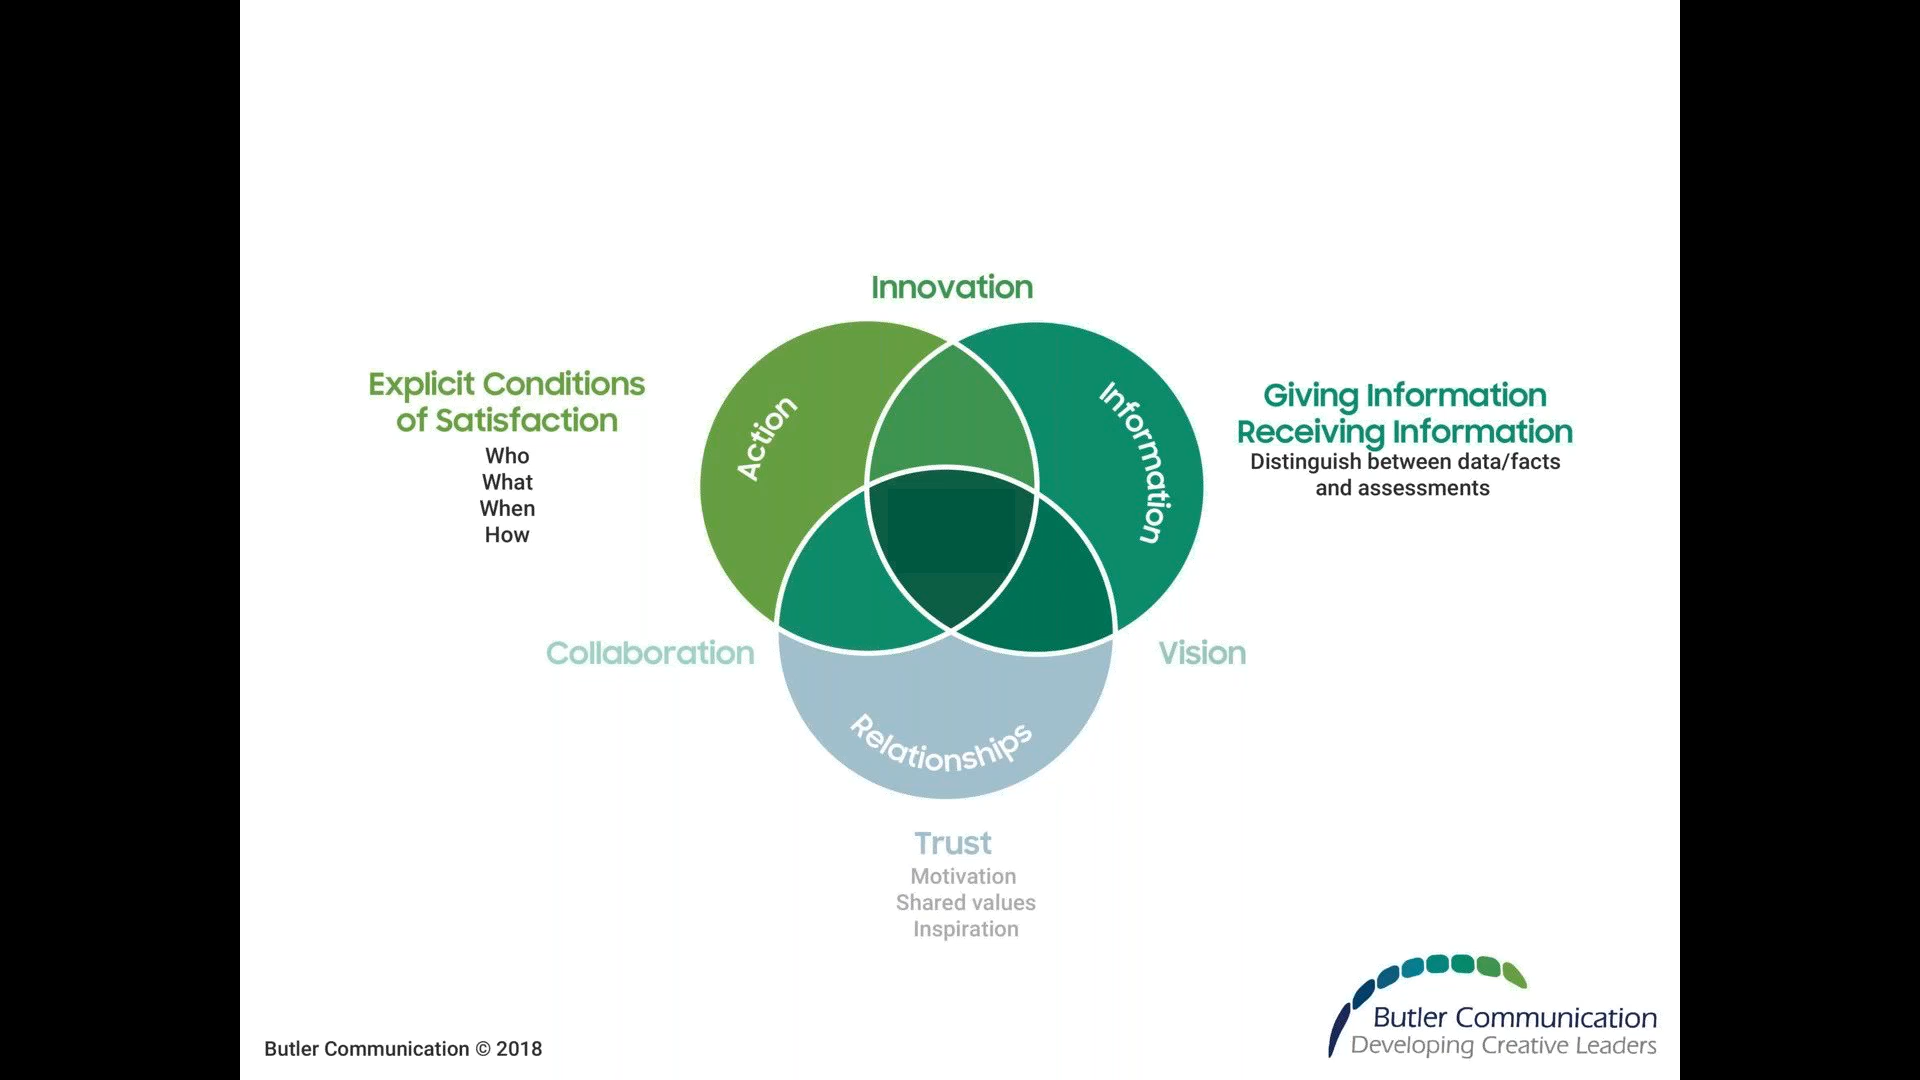 Innovation
Explicit Conditions
of Satisfaction
Who
What
When
How
Action
Information
Giving Information
Receiving Information
Distinguish between data/facts
and assessments
Collaboration
Vision
Relationships
Trust
Motivation
Shared values
Inspiration
Butler Communication © 2018
Butler Communication
Developing Creative Leaders